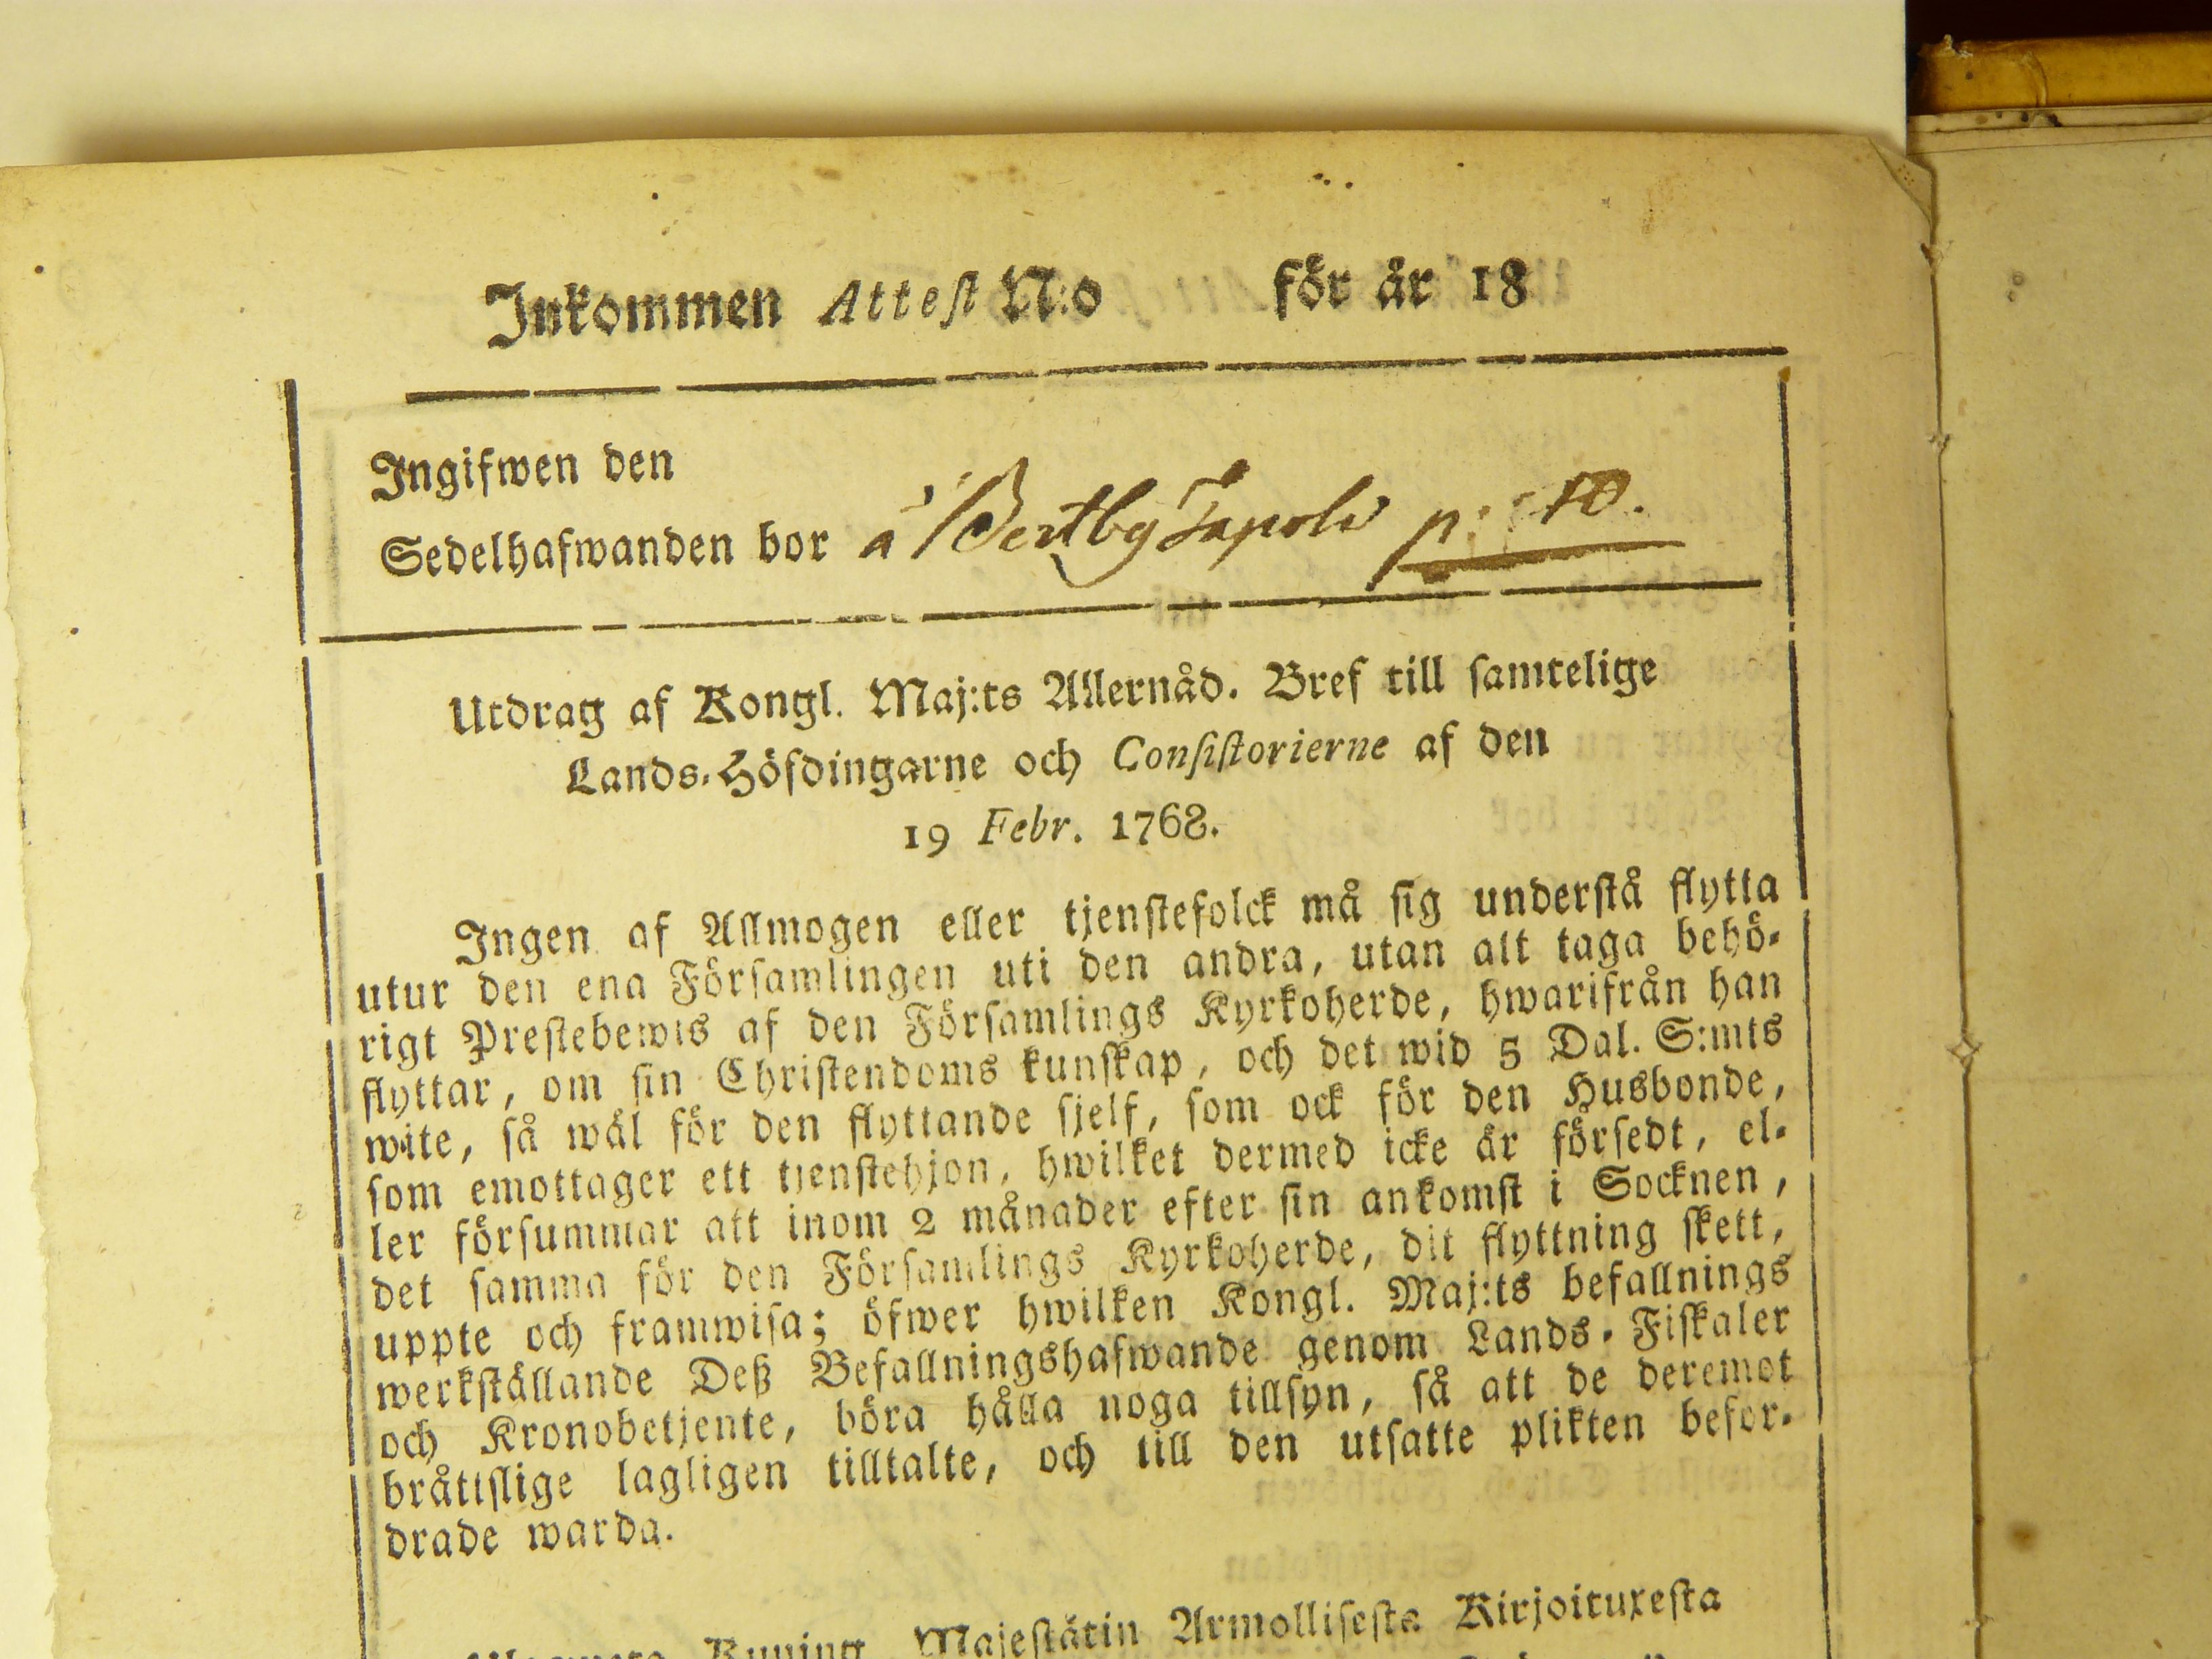 Inkommen Attest N:o för år 18
Ingifwen den
Sedelhafwanden bor å Bertby p: 10.
Utdrag af Kongl. Maj:ts Allernåd. Bref till samtelige
Lands-Höfdingarne och Consistorierne af den
19 Febr. 1768.
Ingen af Allmogen eller tjenstefolck må sig understå flytta
utur den ena Församlingen uti den andra, utan att taga behö-
rigt Prestebewis af den Församlings Kyrkoherde, hwarifrån han
flyttar, om sin Christendoms kunskap, och det wid 5 Dal. S:mts
wite, så wäl för den flyttande sjelf, som ock för den Husbonde,
som emottager ett tjenstehjon, hwilket dermed icke är försedt, el-
ler försummar att inom 2 månader efter sin ankomst i Socknen,
det samma för den Församlings Kyrkoherde, dit flyttning skett,
uppte och framwisa; öfwer hwilken Kongl. Maj:ts befallnings
werkställande Deß Befallningshafwande genom Lands-Fiskaler
och Kronobetjente, böra hålla noga tillsyn, så att de deremot
bråttslige lagligen tilltalte, och till den utsatte plikten befor-
drade warda.
Kuning. Majestätin Armollisesta Kirjoituxesta